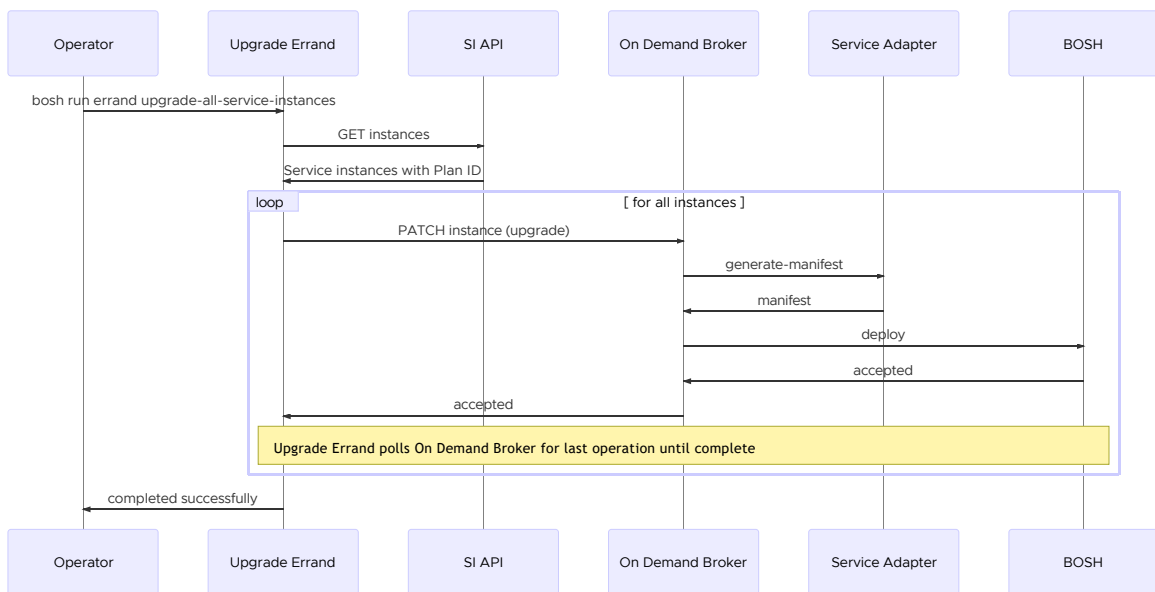 Operator
Upgrade Errand
SI API
On Demand Broker
Service Adapter
BOSH
bosh run errand upgrade-all-service-instances
GET instances
Service instances with Plan ID
loop
[ for all instances ]
PATCH instance (upgrade)
generate-manifest
manifest
deploy
accepted
accepted
Upgrade Errand polls On Demand Broker for last operation until complete
completed successfully
Operator
Upgrade Errand
SI API
On Demand Broker
Service Adapter
BOSH